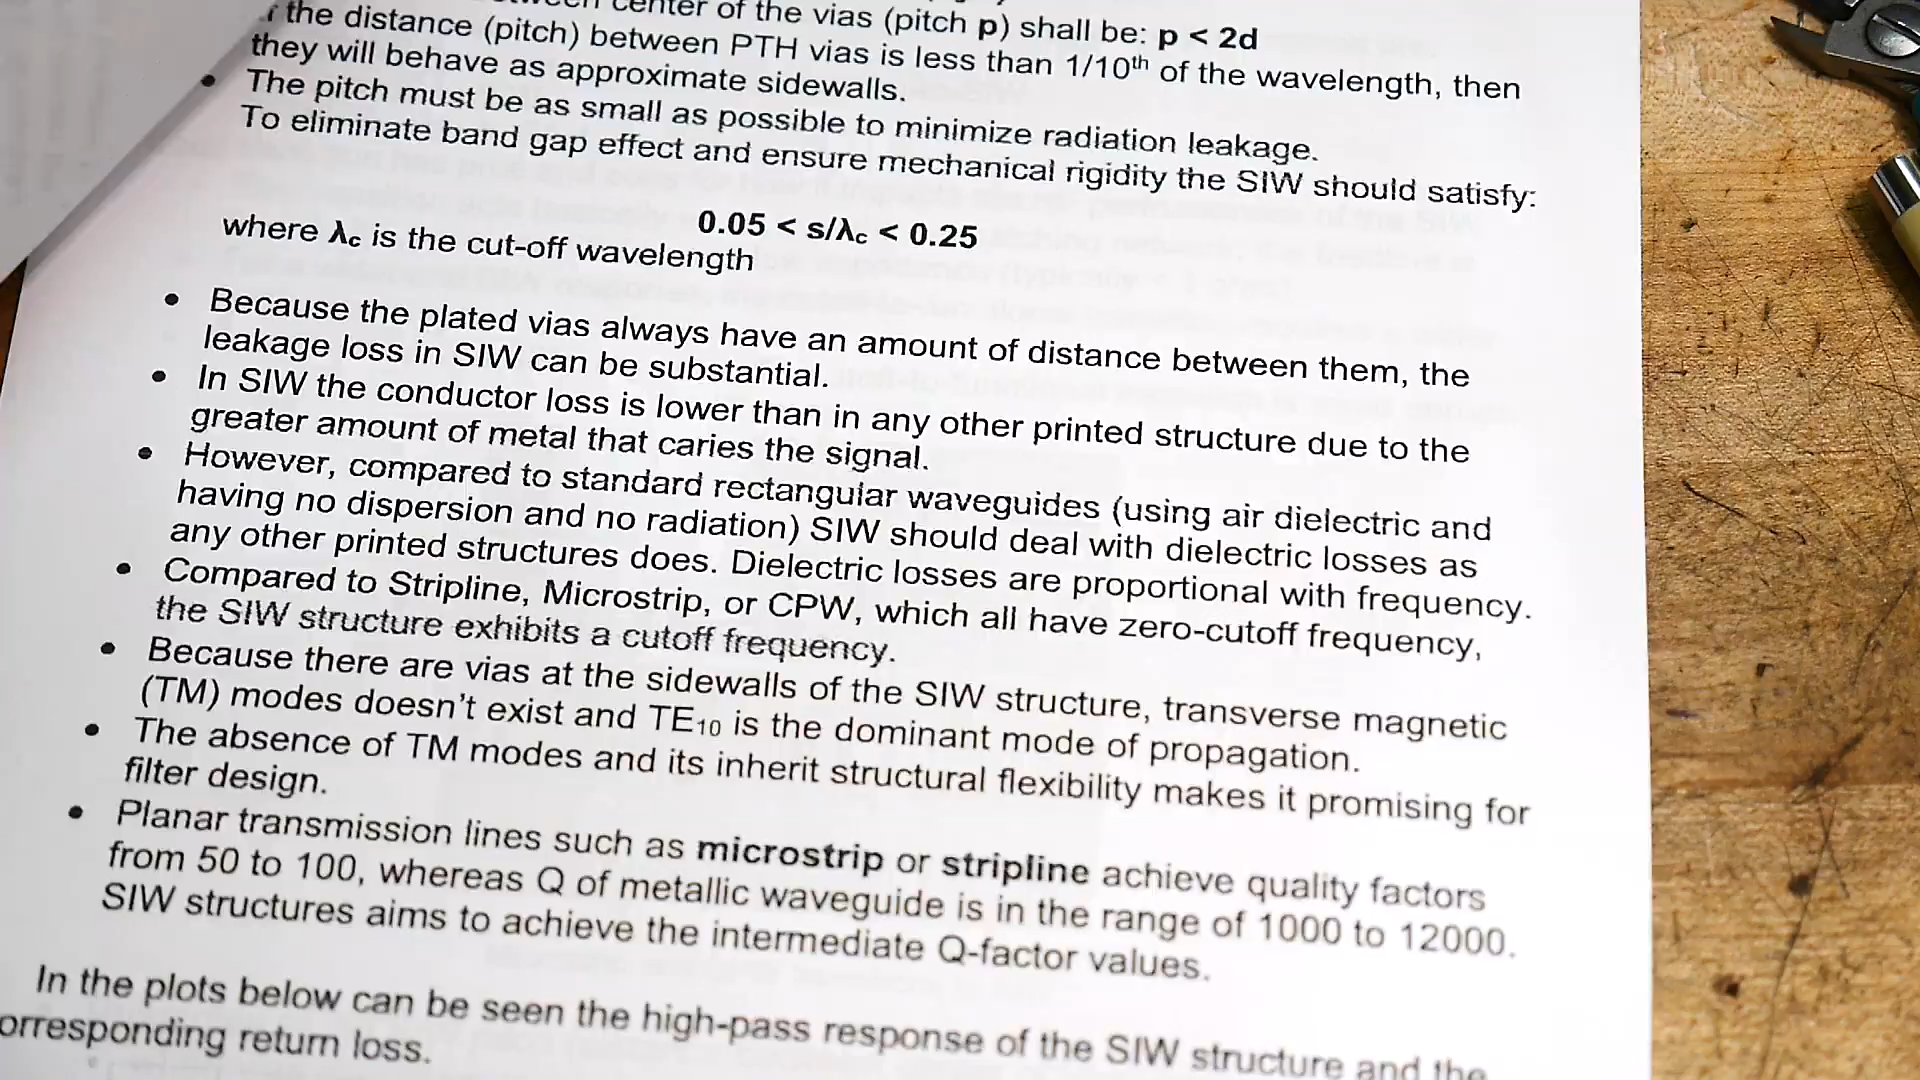 center of the vias (pitch p) shall be: p < 2d
the distance (pitch) between PTH vias is less than 1/10th of the wavelength, then
they will behave as approximate sidewalls.
• The pitch must be as small as possible to minimize radiation leakage.
To eliminate band gap effect and ensure mechanical rigidity the SIW should satisfy:
0.05 < s/λc < 0.25
where λc is the cut-off wavelength
• Because the plated vias always have an amount of distance between them, the
leakage loss in SIW can be substantial.
• In SIW the conductor loss is lower than in any other printed structure due to the
greater amount of metal that caries the signal.
• However, compared to standard rectangular waveguides (using air dielectric and
having no dispersion and no radiation) SIW should deal with dielectric losses as
any other printed structures does. Dielectric losses are proportional with frequency.
• Compared to Stripline, Microstrip, or CPW, which all have zero-cutoff frequency,
the SIW structure exhibits a cutoff frequency.
• Because there are vias at the sidewalls of the SIW structure, transverse magnetic
(TM) modes doesn't exist and TE10 is the dominant mode of propagation.
• The absence of TM modes and its inherit structural flexibility makes it promising for
filter design.
• Planar transmission lines such as microstrip or stripline achieve quality factors
from 50 to 100, whereas Q of metallic waveguide is in the range of 1000 to 12000.
SIW structures aims to achieve the intermediate Q-factor values.
In the plots below can be seen the high-pass response of the SIW structure and the
orresponding return loss.